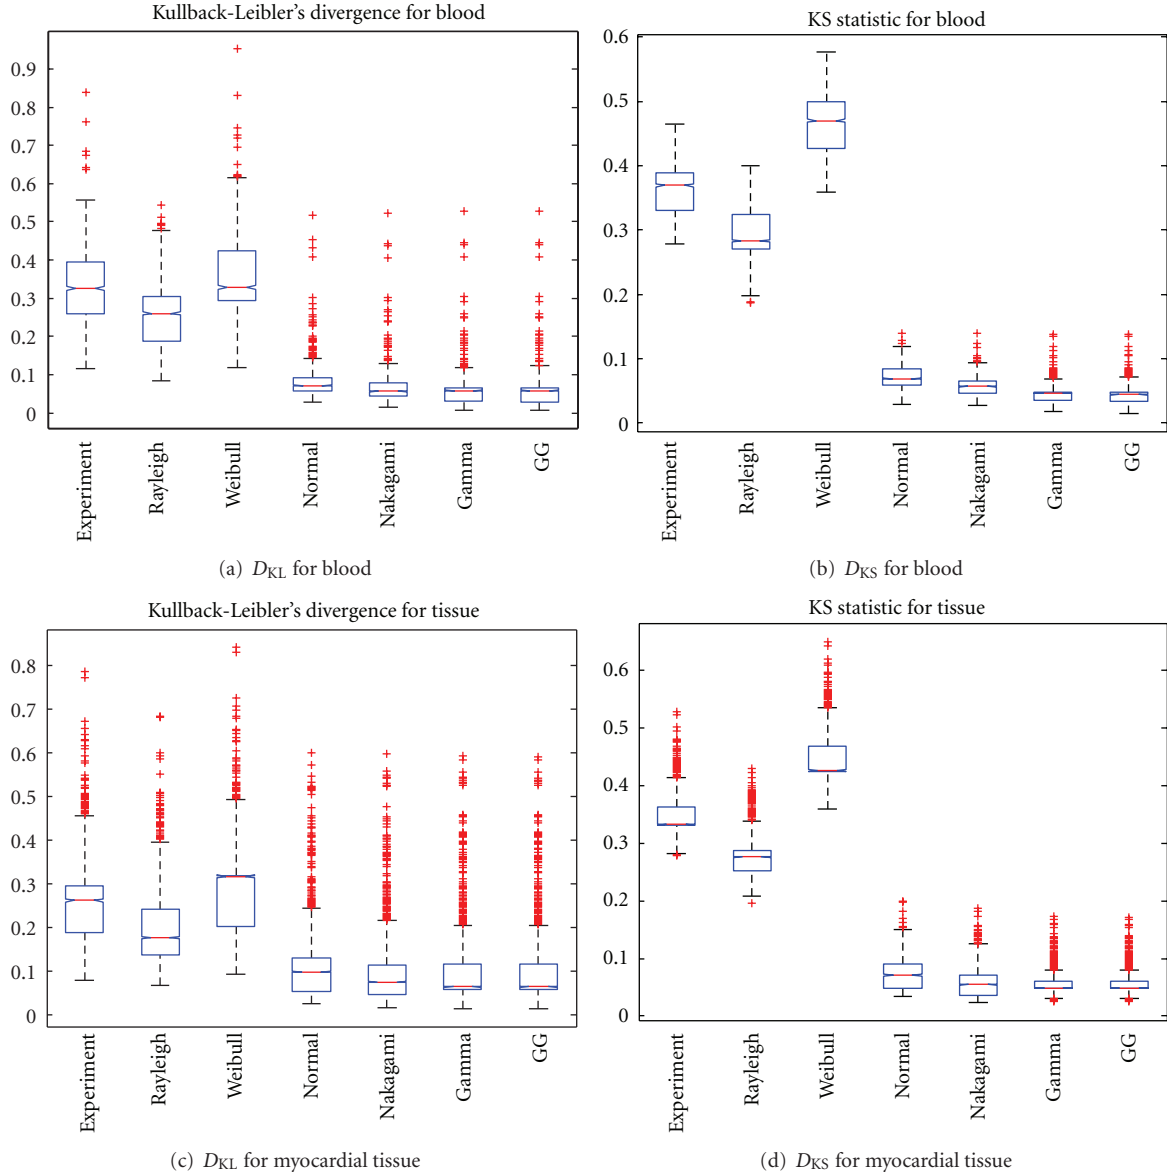 Kullback-Leibler's divergence for blood
0.9
0.8
0.7
0.6
0.5
0.4
0.3
0.2
0.1
0
Experiment
Rayleigh
Weibull
Normal
Nakagami
Gamma
GG
(a) D_KL for blood
KS statistic for blood
0.6
0.5
0.4
0.3
0.2
0.1
0
Experiment
Rayleigh
Weibull
Normal
Nakagami
Gamma
GG
(b) D_KS for blood
Kullback-Leibler's divergence for tissue
0.8
0.7
0.6
0.5
0.4
0.3
0.2
0.1
0
Experiment
Rayleigh
Weibull
Normal
Nakagami
Gamma
GG
(c) D_KL for myocardial tissue
KS statistic for tissue
0.6
0.5
0.4
0.3
0.2
0.1
0
Experiment
Rayleigh
Weibull
Normal
Nakagami
Gamma
GG
(d) D_KS for myocardial tissue